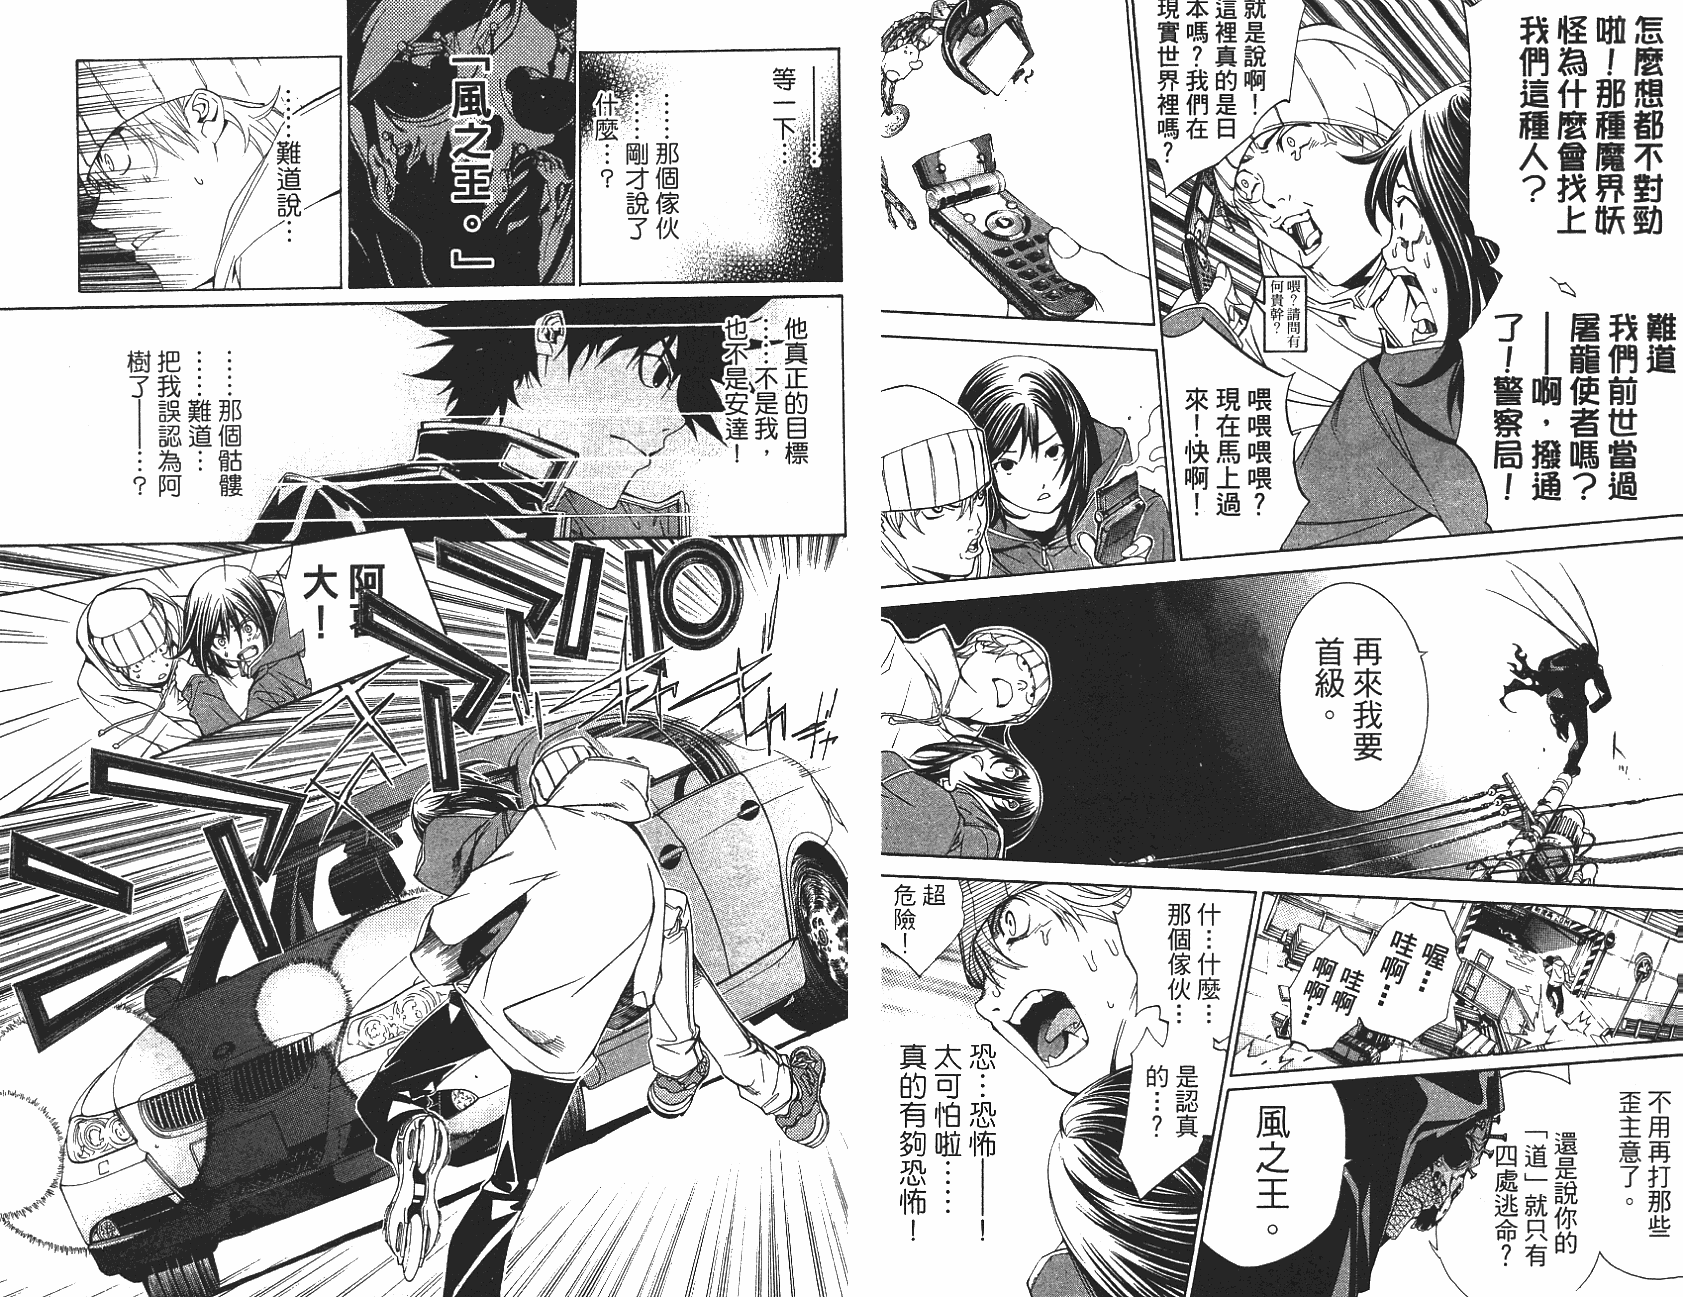 怎麼想都不對勁
啦！那種魔界妖
怪為什麼會找上
我們這種人？
難道
我們前世當過
屠龍使者嗎？
——啊，撥通
了！警察局！
就是說啊！
這裡真的是日
本嗎？我們在
現實世界裡嗎？
喂？請問有
何貴幹？
喂喂喂喂？
現在馬上過
來！快啊！
再來我要
首級。
喔…
哇啊…
哇啊
啊…
什…什麼…
那個傢伙…
是認真
的…？
超
危險！
恐…恐怖——！
太可怕啦……
真的有夠恐怖！
不用再打那些
歪主意了。
還是說你的
「道」就只有
四處逃命？
風之王。
——
等一下…
……那個傢伙
……剛才說了
什麼…？
「風之王。」
……難道說…
他真正的目標
……不是我，
也不是安達！
……那個骷髏
……難道…
把我誤認為阿
樹了——？
阿
大！